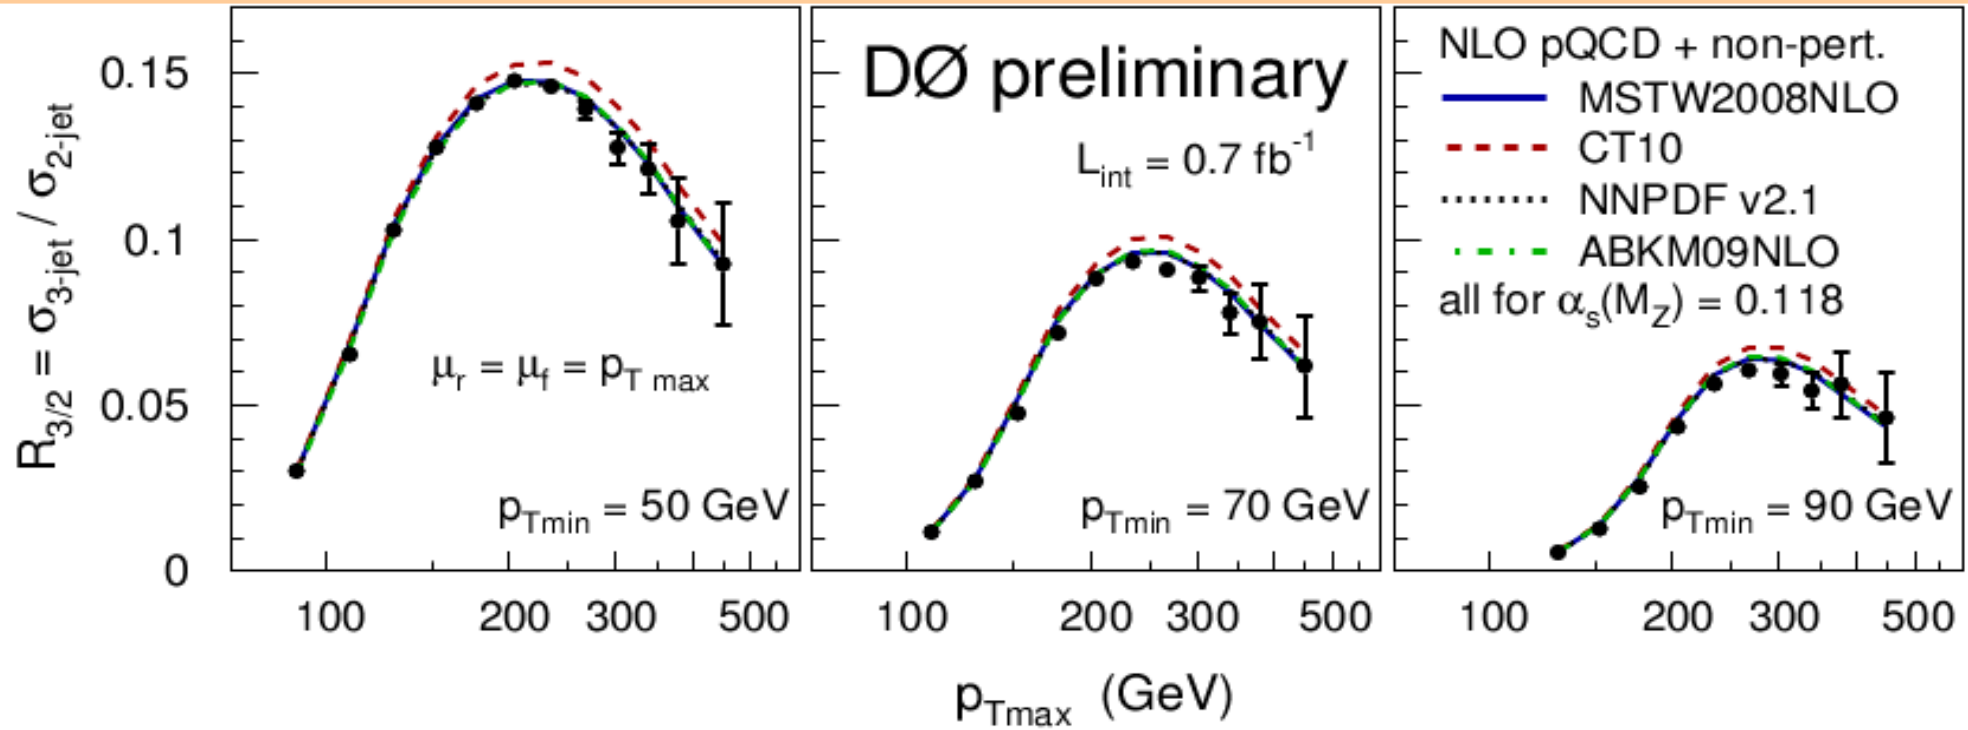 R3/2 = σ3-jet / σ2-jet
0.15
0.1
0.05
0
μr = μf = pT max
pTmin = 50 GeV
100 200 300 500
DØ preliminary
Lint = 0.7 fb-1
pTmin = 70 GeV
100 200 300 500
NLO pQCD + non-pert.
MSTW2008NLO
CT10
NNPDF v2.1
ABKM09NLO
all for αs(MZ) = 0.118
pTmin = 90 GeV
100 200 300 500
pTmax (GeV)